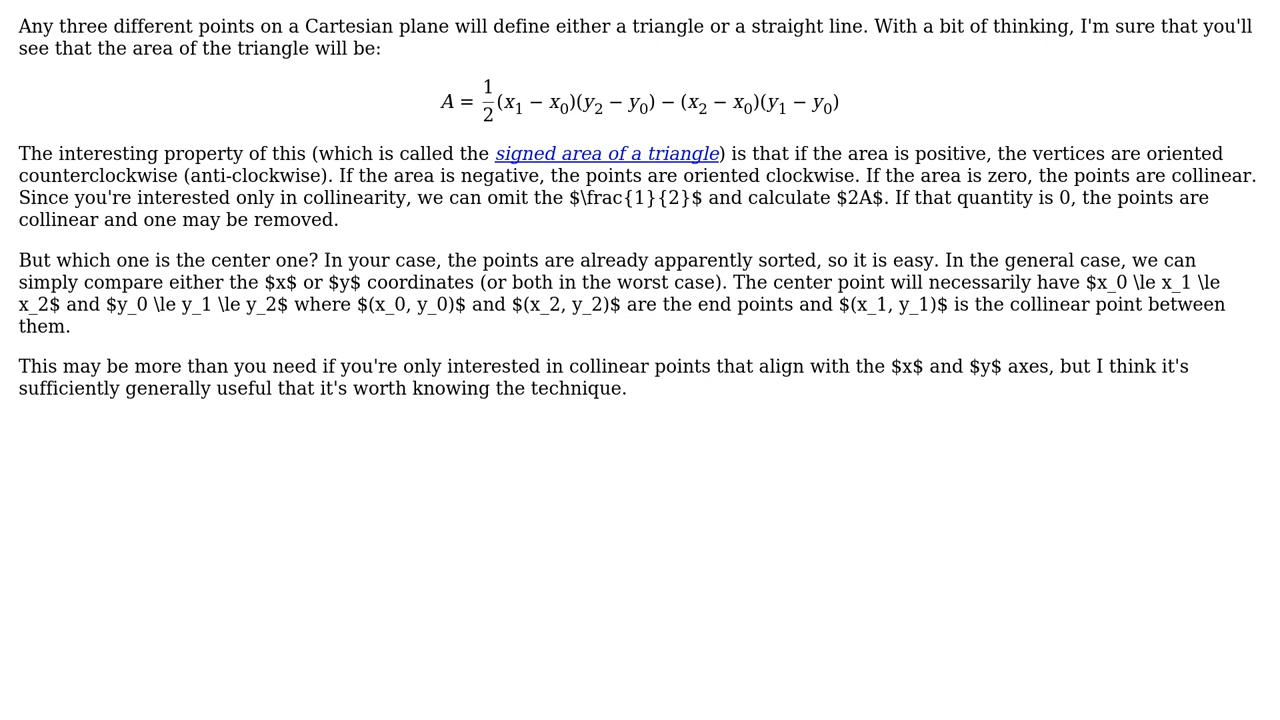 Any three different points on a Cartesian plane will define either a triangle or a straight line. With a bit of thinking, I'm sure that you'll
see that the area of the triangle will be:
A = \frac{1}{2}(x_1 − x_0)(y_2 − y_0) − (x_2 − x_0)(y_1 − y_0)
The interesting property of this (which is called the signed area of a triangle) is that if the area is positive, the vertices are oriented
counterclockwise (anti-clockwise). If the area is negative, the points are oriented clockwise. If the area is zero, the points are collinear.
Since you're interested only in collinearity, we can omit the $\frac{1}{2}$ and calculate $2A$. If that quantity is 0, the points are
collinear and one may be removed.
But which one is the center one? In your case, the points are already apparently sorted, so it is easy. In the general case, we can
simply compare either the $x$ or $y$ coordinates (or both in the worst case). The center point will necessarily have $x_0 \le x_1 \le
x_2$ and $y_0 \le y_1 \le y_2$ where $(x_0, y_0)$ and $(x_2, y_2)$ are the end points and $(x_1, y_1)$ is the collinear point between
them.
This may be more than you need if you're only interested in collinear points that align with the $x$ and $y$ axes, but I think it's
sufficiently generally useful that it's worth knowing the technique.